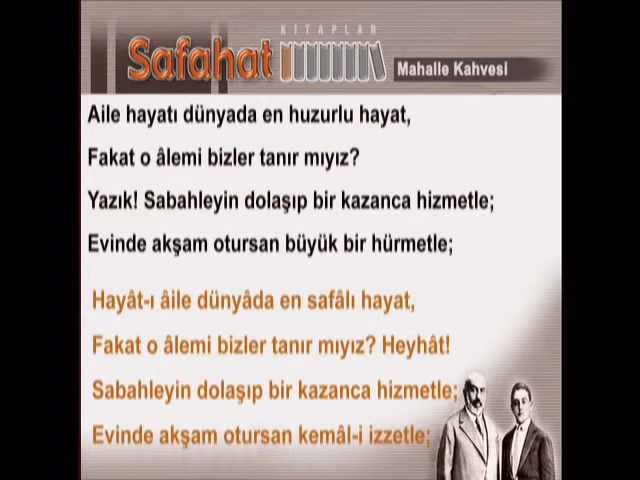 KİTAPLAR
Safahat
Mahalle Kahvesi
Aile hayatı dünyada en huzurlu hayat,
Fakat o âlemi bizler tanır mıyız?
Yazık! Sabahleyin dolaşıp bir kazanca hizmetle;
Evinde akşam otursan büyük bir hürmetle;
Hayât-ı âile dünyâda en safâlı hayat,
Fakat o âlemi bizler tanır mıyız? Heyhât!
Sabahleyin dolaşıp bir kazanca hizmetle;
Evinde akşam otursan kemâl-i izzetle;